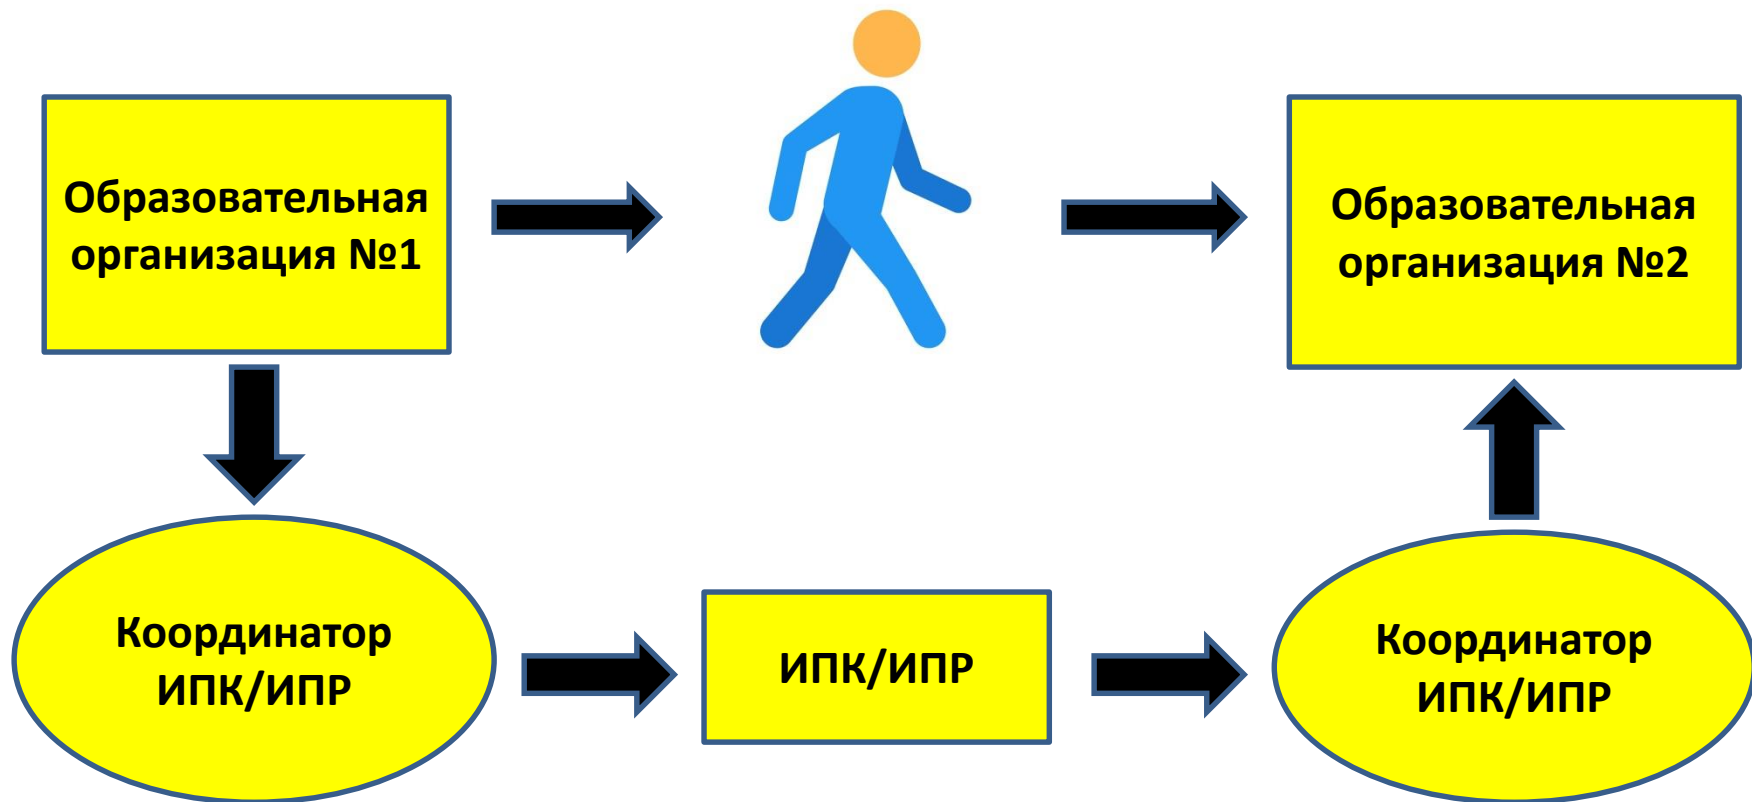 Образовательная
организация №1
Образовательная
организация №2
Координатор
ИПК/ИПР
ИПК/ИПР
Координатор
ИПК/ИПР